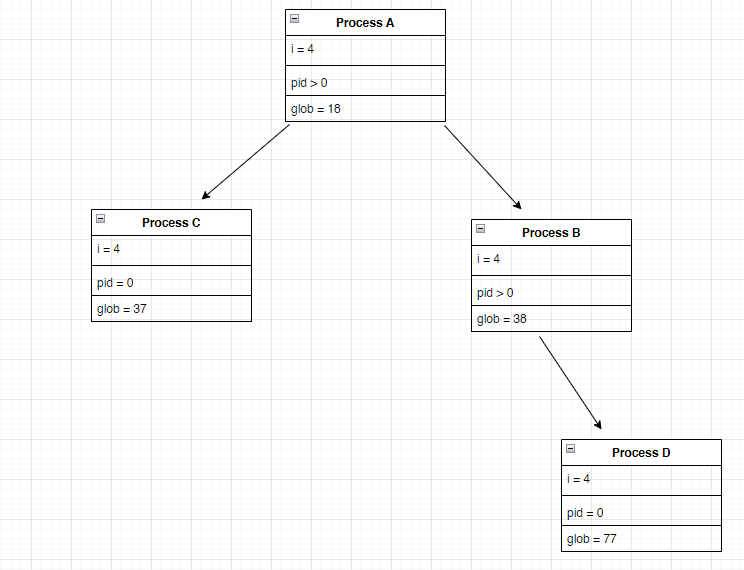 Process A
i = 4
pid > 0
glob = 18
Process C
i = 4
pid = 0
glob = 37
Process B
i = 4
pid > 0
glob = 38
Process D
i = 4
pid = 0
glob = 77